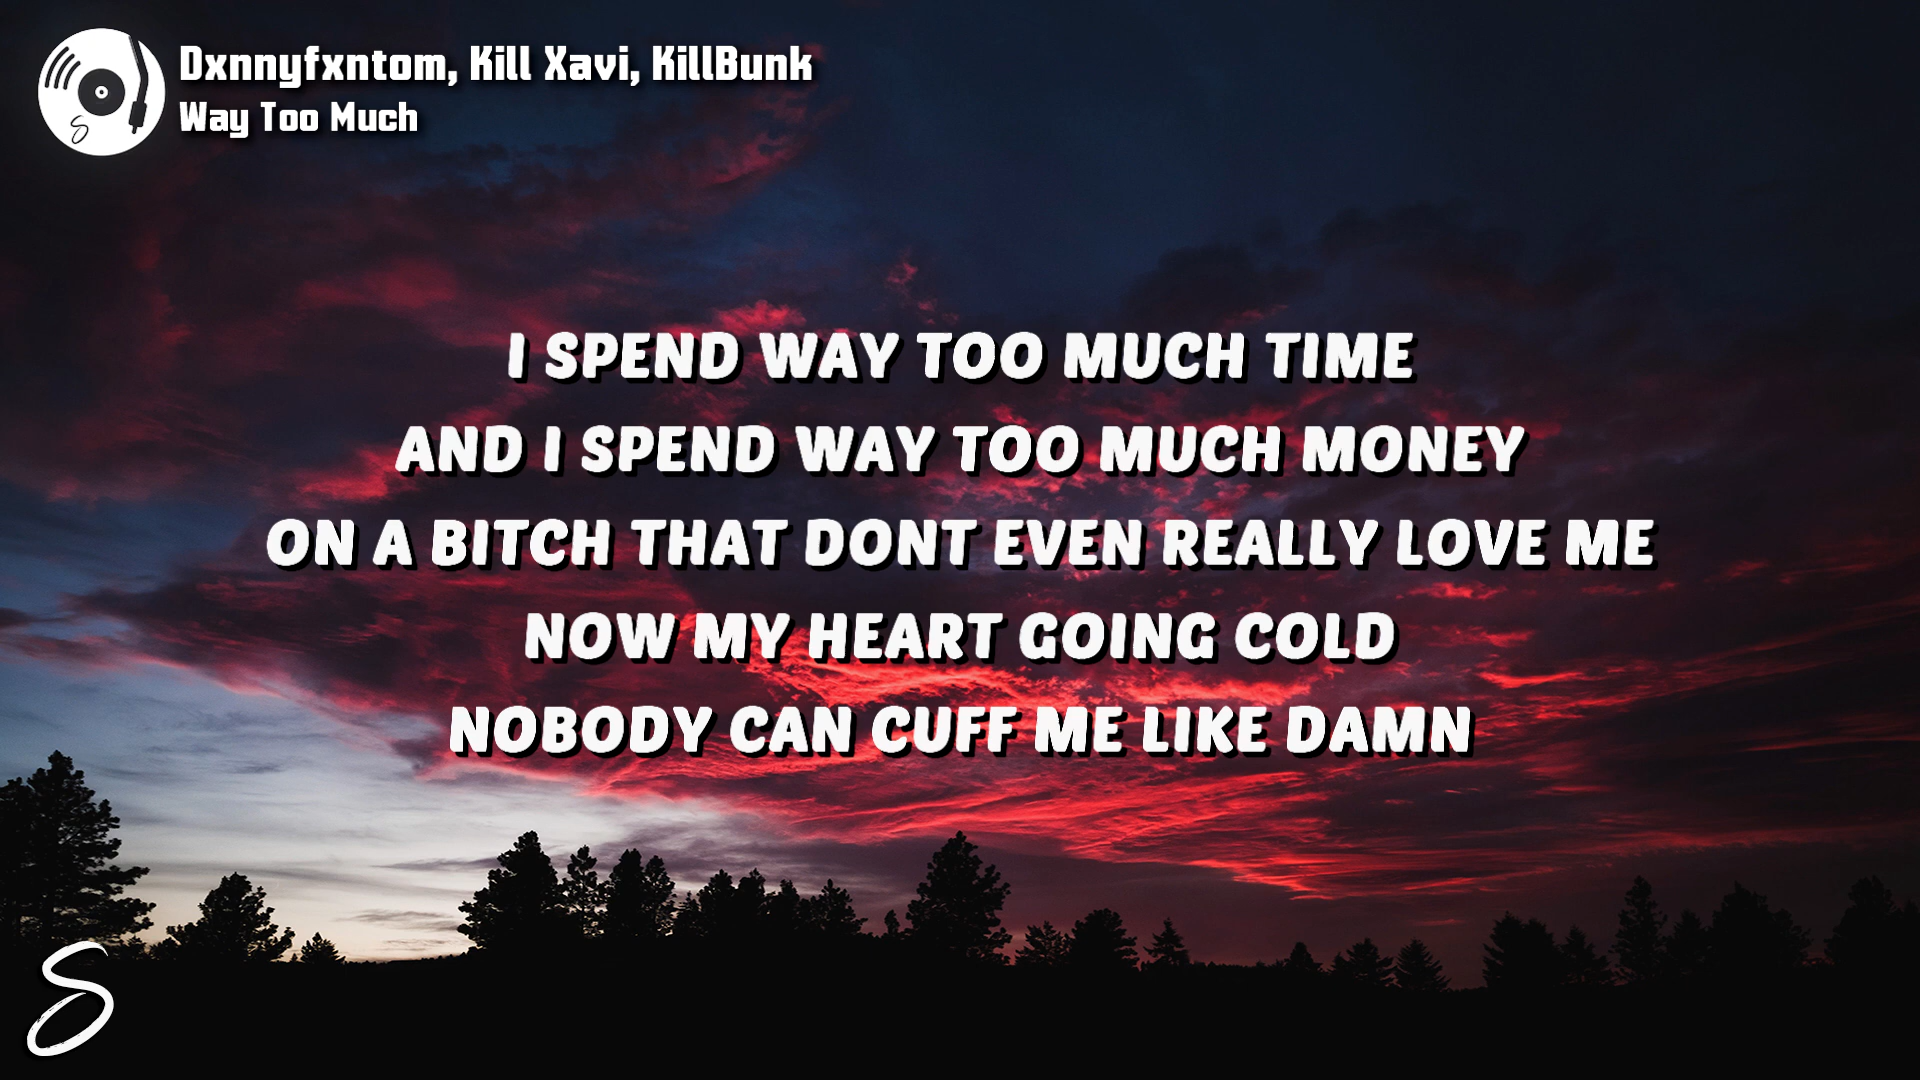 Dxnnyfxntom, Kill Xavi, KillBunk
Way Too Much
I SPEND WAY TOO MUCH TIME
AND I SPEND WAY TOO MUCH MONEY
ON A BITCH THAT DONT EVEN REALLY LOVE ME
NOW MY HEART GOING COLD
NOBODY CAN CUFF ME LIKE DAMN
S